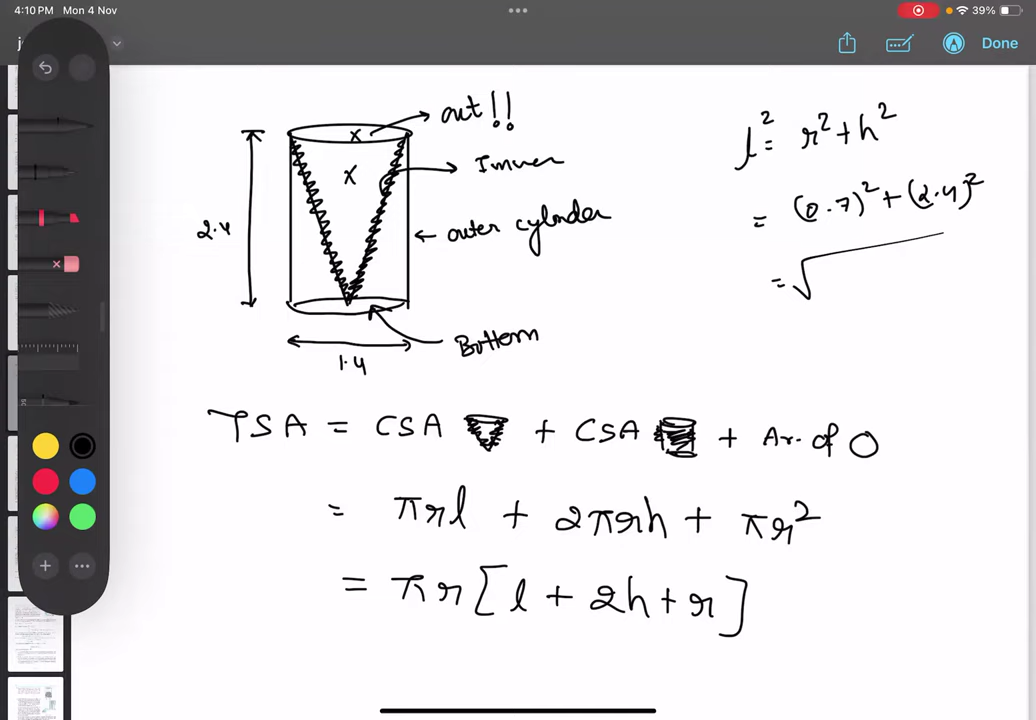 4:10 PM Mon 4 Nov
39%
Done
out!!
Inner
outer cylinder
2.4
Bottom
1.4
l² = r² + h²
= (0.7)² + (2.4)²
= √
TSA = CSA + CSA + Ar. of O
= πrl + 2πrh + πr²
= πr[l + 2h + r]